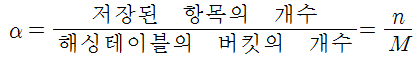 α = 저장된 항목의 개수 / 해싱테이블의 버킷의 개수 = n / M